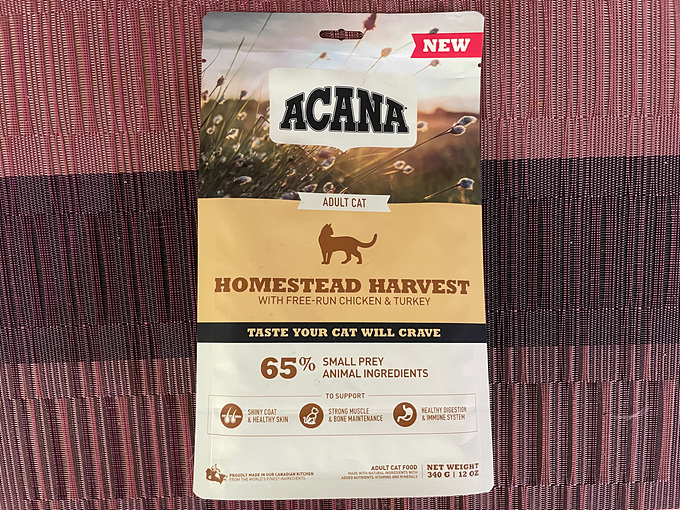 NEW
ACANA
ADULT CAT
HOMESTEAD HARVEST
WITH FREE-RUN CHICKEN & TURKEY
TASTE YOUR CAT WILL CRAVE
65% SMALL PREY
ANIMAL INGREDIENTS
TO SUPPORT
SHINY COAT
& HEALTHY SKIN
STRONG MUSCLE
& BONE MAINTENANCE
HEALTHY DIGESTION
& IMMUNE SYSTEM
PROUDLY MADE IN OUR CANADIAN KITCHEN
FROM THE WORLD'S FINEST INGREDIENTS
ADULT CAT FOOD
MADE WITH NATURAL INGREDIENTS WITH
ADDED NUTRIENTS, VITAMINS AND MINERALS
NET WEIGHT
340 G | 12 OZ